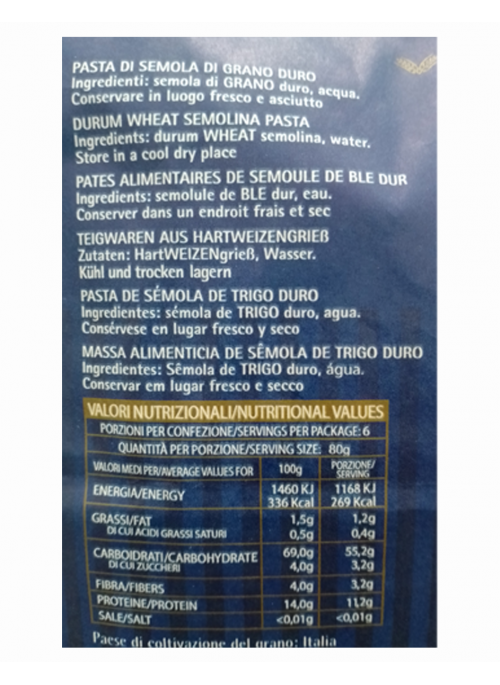 PASTA DI SEMOLA DI GRANO DURO
Ingredienti: semola di GRANO duro, acqua.
Conservare in luogo fresco e asciutto
DURUM WHEAT SEMOLINA PASTA
Ingredients: durum WHEAT semolina, water.
Store in a cool dry place
PATES ALIMENTAIRES DE SEMOULE DE BLE DUR
Ingredients: semolule de BLE dur, eau.
Conserver dans un endroit frais et sec
TEIGWAREN AUS HARTWEIZENGRIEß
Zutaten: HartWEIZENgrieß, Wasser.
Kühl und trocken lagern
PASTA DE SÉMOLA DE TRIGO DURO
Ingredientes: sémola de TRIGO duro, agua.
Consérvese en lugar fresco y seco
MASSA ALIMENTICIA DE SÊMOLA DE TRIGO DURO
Ingredientes: Sêmola de TRIGO duro, água.
Conservar em lugar fresco e secco
VALORI NUTRIZIONALI/NUTRITIONAL VALUES
PORZIONI PER CONFEZIONE/SERVINGS PER PACKAGE: 6
QUANTITÀ PER PORZIONE/SERVING SIZE: 80g
VALORI MEDI PER/AVERAGE VALUES FOR 100g PORZIONE/
SERVING
ENERGIA/ENERGY 1460 KJ 1168 KJ
336 Kcal 269 Kcal
GRASSI/FAT 1,5g 1,2g
DI CUI ACIDI GRASSI SATURI 0,5g 0,4g
CARBOIDRATI/CARBOHYDRATE 69,0g 55,2g
DI CUI ZUCCHERI 4,0g 3,2g
FIBRA/FIBERS 4,0g 3,2g
PROTEINE/PROTEIN 14,0g 11,2g
SALE/SALT <0,01g <0,01g
Paese di coltivazione del grano: Italia